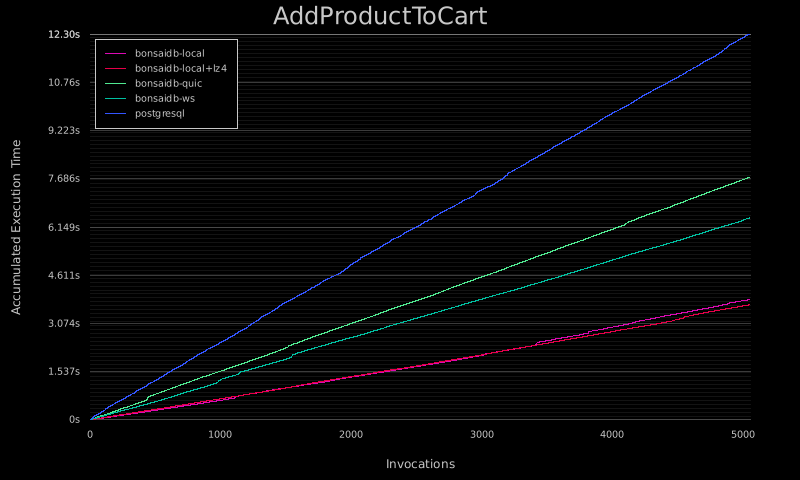 AddProductToCart
12.30s
10.76s
9.223s
7.686s
6.149s
4.611s
3.074s
1.537s
0s
bonsaidb-local
bonsaidb-local+lz4
bonsaidb-quic
bonsaidb-ws
postgresql
Accumulated Execution Time
0 1000 2000 3000 4000 5000
Invocations